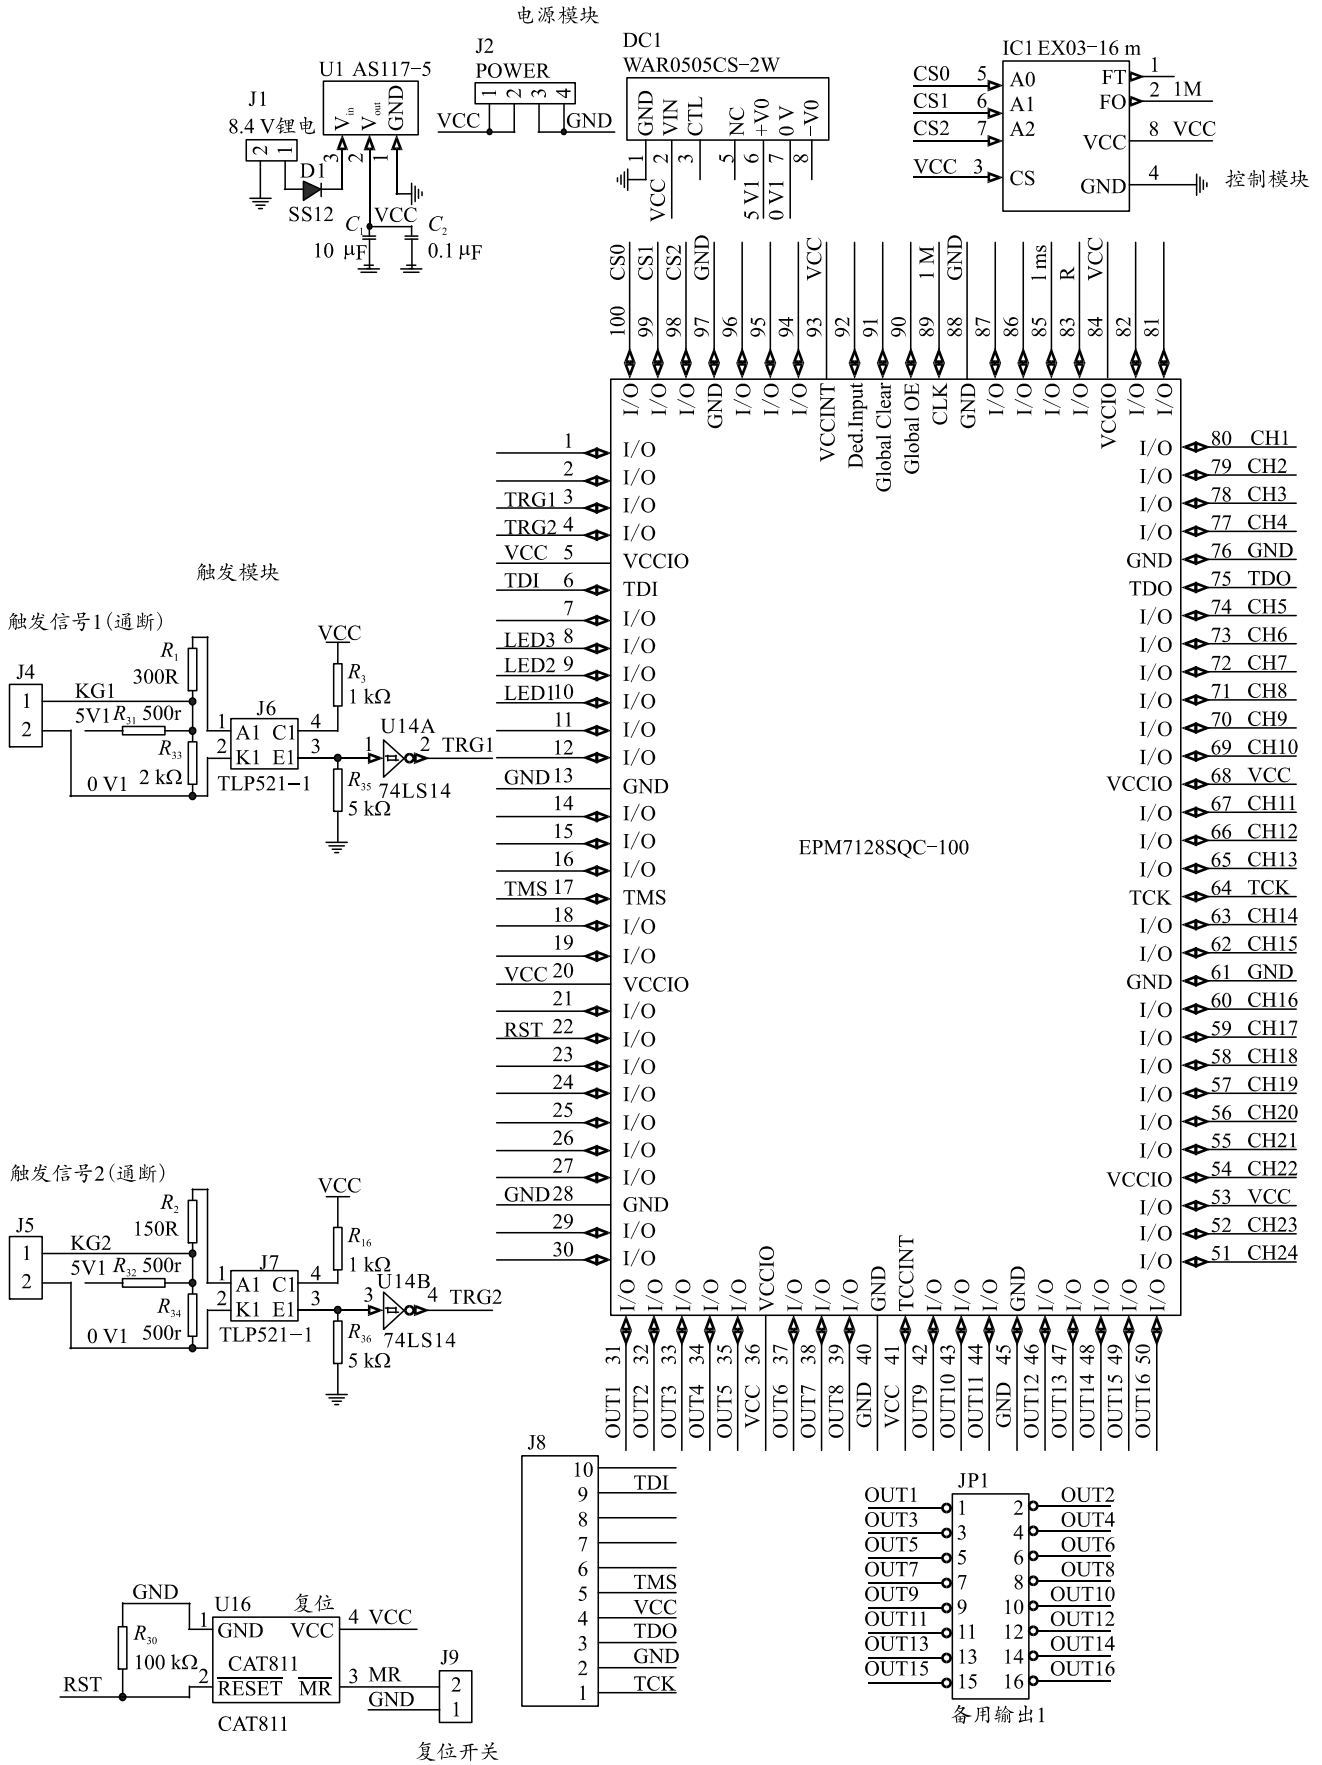 电源模块
U1 AS117-5
Vin
Vout
GND
3
2
1
J1
8.4 V锂电
2
1
D1
SS12
VCC
C1
10 μF
C2
0.1 μF
J2
POWER
1 2 3 4
VCC
GND
DC1
WAR0505CS-2W
GND
VIN
CTL
NC
+V0
0 V
-V0
1
2
3
5
6
7
8
VCC
5 V1
0 V1
IC1 EX03-16 m
CS0 5 A0
CS1 6 A1
CS2 7 A2
VCC 3 CS
FT 1
FO 2 1M
VCC 8 VCC
GND 4
控制模块
CS0 100 I/O
CS1 99 I/O
CS2 98 I/O
GND 97 GND
96 I/O
95 I/O
94 I/O
VCC 93 VCCINT
92 Ded.Input
91 Global Clear
90 Global OE
1 M 89 CLK
GND 88 GND
87 I/O
86 I/O
1ms 85 I/O
R 83 I/O
VCC 84 VCCIO
82 I/O
81 I/O
1 I/O
2 I/O
TRG1 3 I/O
TRG2 4 I/O
VCC 5 VCCIO
TDI 6 TDI
7 I/O
LED3 8 I/O
LED2 9 I/O
LED1 10 I/O
11 I/O
12 I/O
GND 13 GND
14 I/O
15 I/O
16 I/O
TMS 17 TMS
18 I/O
19 I/O
VCC 20 VCCIO
21 I/O
RST 22 I/O
23 I/O
24 I/O
25 I/O
26 I/O
27 I/O
GND 28 GND
29 I/O
30 I/O
EPM7128SQC-100
I/O 80 CH1
I/O 79 CH2
I/O 78 CH3
I/O 77 CH4
GND 76 GND
TDO 75 TDO
I/O 74 CH5
I/O 73 CH6
I/O 72 CH7
I/O 71 CH8
I/O 70 CH9
I/O 69 CH10
VCCIO 68 VCC
I/O 67 CH11
I/O 66 CH12
I/O 65 CH13
TCK 64 TCK
I/O 63 CH14
I/O 62 CH15
GND 61 GND
I/O 60 CH16
I/O 59 CH17
I/O 58 CH18
I/O 57 CH19
I/O 56 CH20
I/O 55 CH21
VCCIO 54 CH22
I/O 53 VCC
I/O 52 CH23
I/O 51 CH24
I/O 31 OUT1
I/O 32 OUT2
I/O 33 OUT3
I/O 34 OUT4
I/O 35 OUT5
VCCIO 36 VCC
I/O 37 OUT6
I/O 38 OUT7
I/O 39 OUT8
GND 40 GND
TCCINT 41 VCC
I/O 42 OUT9
I/O 43 OUT10
I/O 44 OUT11
GND 45 GND
I/O 46 OUT12
I/O 47 OUT13
I/O 48 OUT14
I/O 49 OUT15
I/O 50 OUT16
触发模块
触发信号1(通断)
J4
1
2
KG1
5V1
0 V1
R1
300R
R31 500r
R33
2 kΩ
J6
1 A1 C1 4
2 K1 E1 3
TLP521-1
VCC
R3
1 kΩ
R35
5 kΩ
U14A
1 2
74LS14
TRG1
触发信号2(通断)
J5
1
2
KG2
5V1
0 V1
R2
150R
R32 500r
R34
500r
J7
1 A1 C1 4
2 K1 E1 3
TLP521-1
VCC
R16
1 kΩ
R36
5 kΩ
U14B
3 4
74LS14
TRG2
J8
10
9 TDI
8
7
6
5 TMS
4 VCC
3 TDO
2 GND
1 TCK
JP1
OUT1 1 2 OUT2
OUT3 3 4 OUT4
OUT5 5 6 OUT6
OUT7 7 8 OUT8
OUT9 9 10 OUT10
OUT11 11 12 OUT12
OUT13 13 14 OUT14
OUT15 15 16 OUT16
备用输出1
GND
R30
100 kΩ
RST
U16
复位
1 GND VCC 4 VCC
CAT811
2 RESET MR 3 MR
CAT811
GND
J9
2
1
复位开关